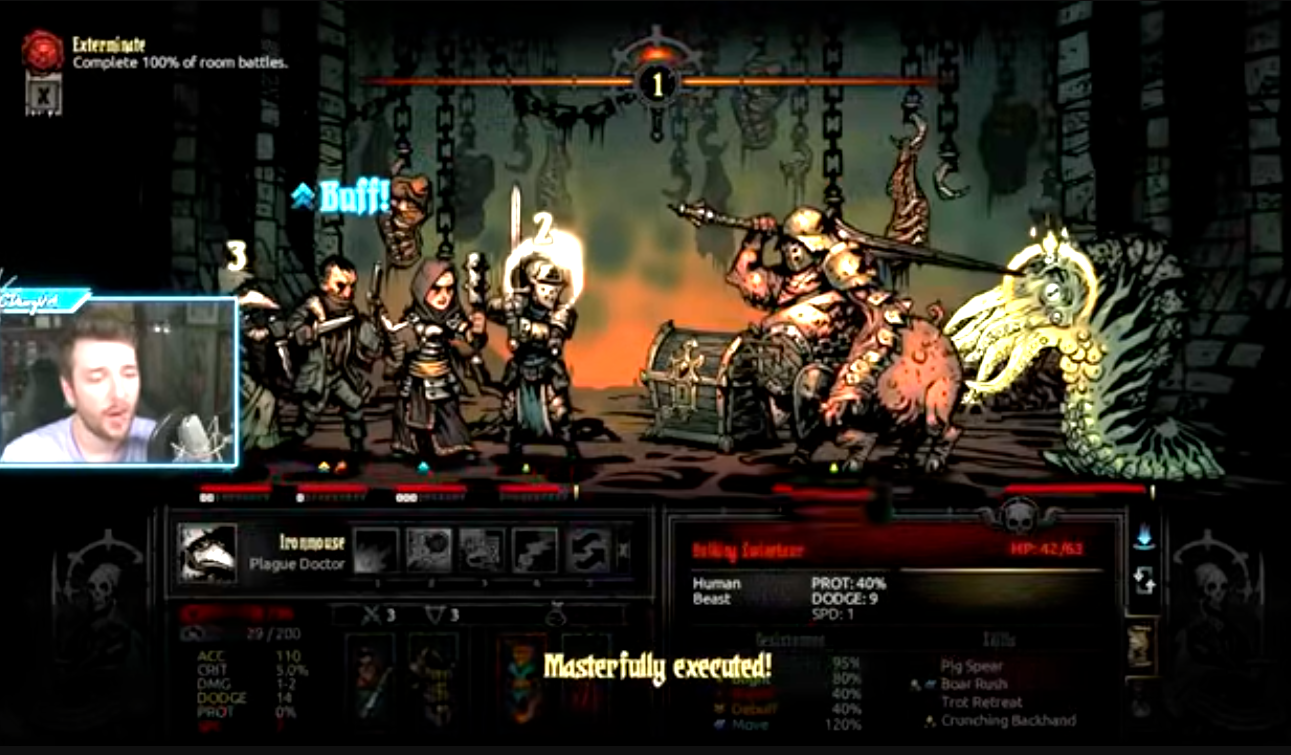 Exterminate
Complete 100% of room battles.
1
Buff!
3
2
Ironmouse
Plague Doctor
HP: 42/63
Human
PROT: 40%
Beast
DODGE: 9
SPD: 1
3
3
29 / 200
ACC 110
CRIT 5.0%
DMG 1-2
DODGE 14
PROT 0%
Masterfully executed!
Skills
95%
80%
40%
Debuff 40%
Move 120%
Pig Spear
Boar Rush
Trot Retreat
Crunching Backhand